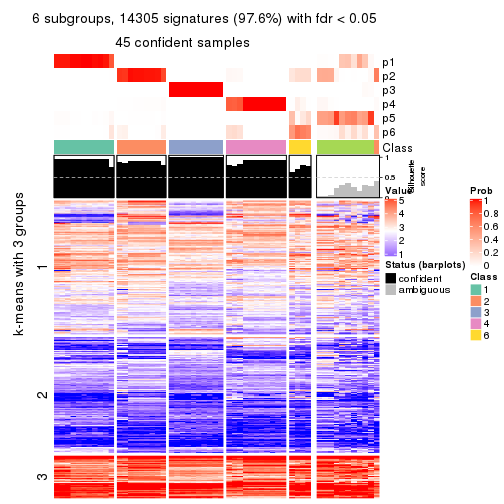 6 subgroups, 14305 signatures (97.6%) with fdr < 0.05
45 confident samples
p1
p2
p3
p4
p5
p6
Class
1
0.5
0
Silhouette
score
k-means with 3 groups
1
2
3
Value
5
4
3
2
1
Status (barplots)
confident
ambiguous
Prob
1
0.8
0.6
0.4
0.2
0
Class
1
2
3
4
6